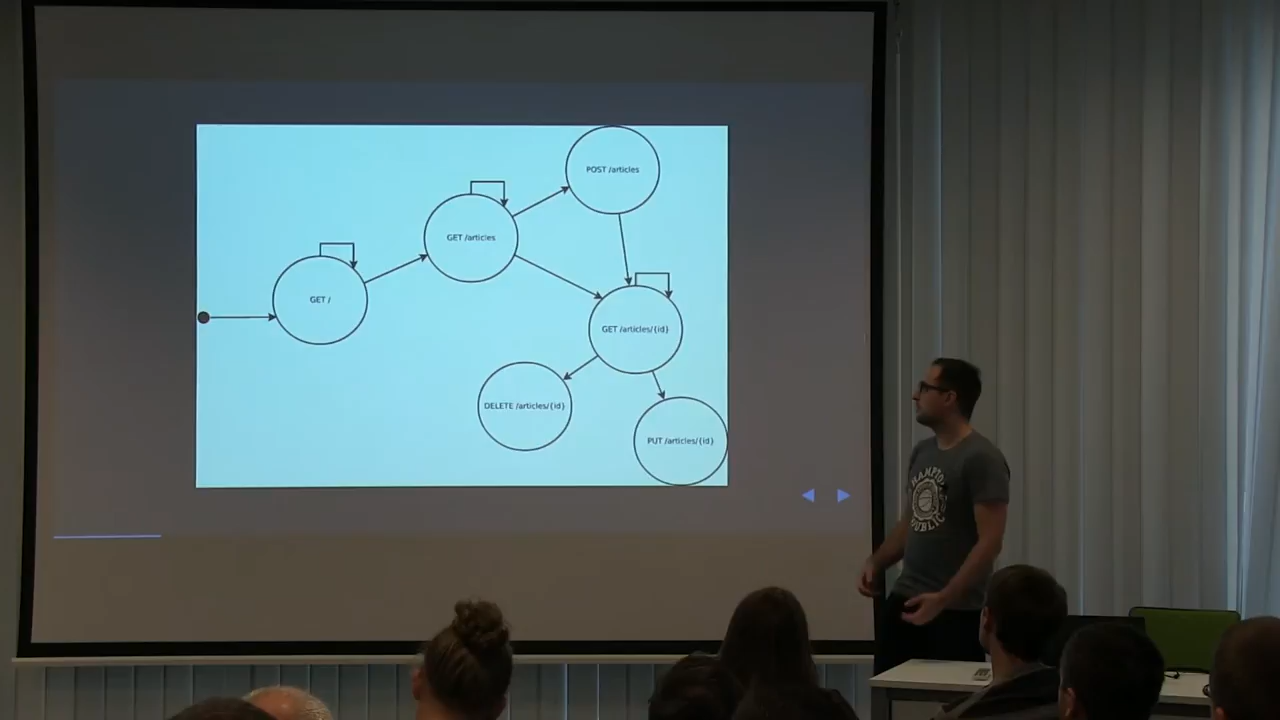 POST /articles
GET /articles
GET /
GET /articles/{id}
DELETE /articles/{id}
PUT /articles/{id}